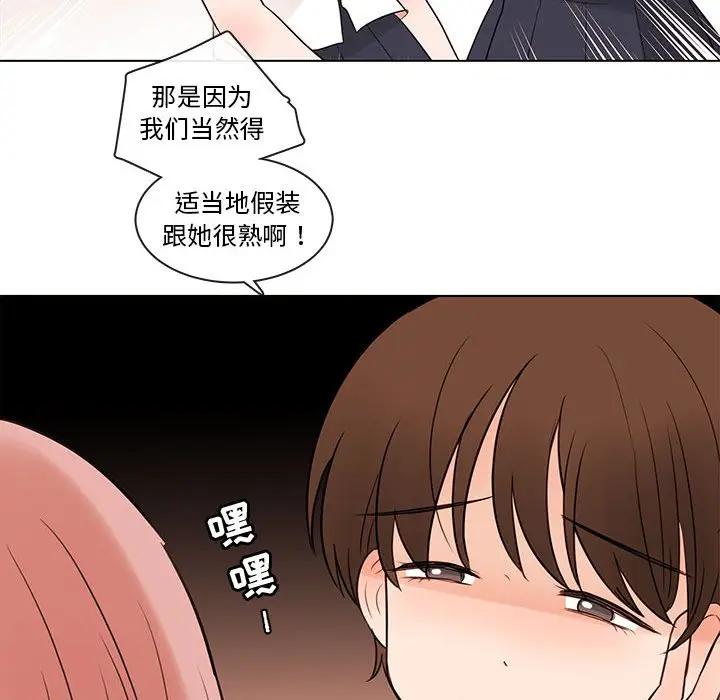 那是因为
我们当然得
适当地假装
跟她很熟啊！
嘿
嘿-